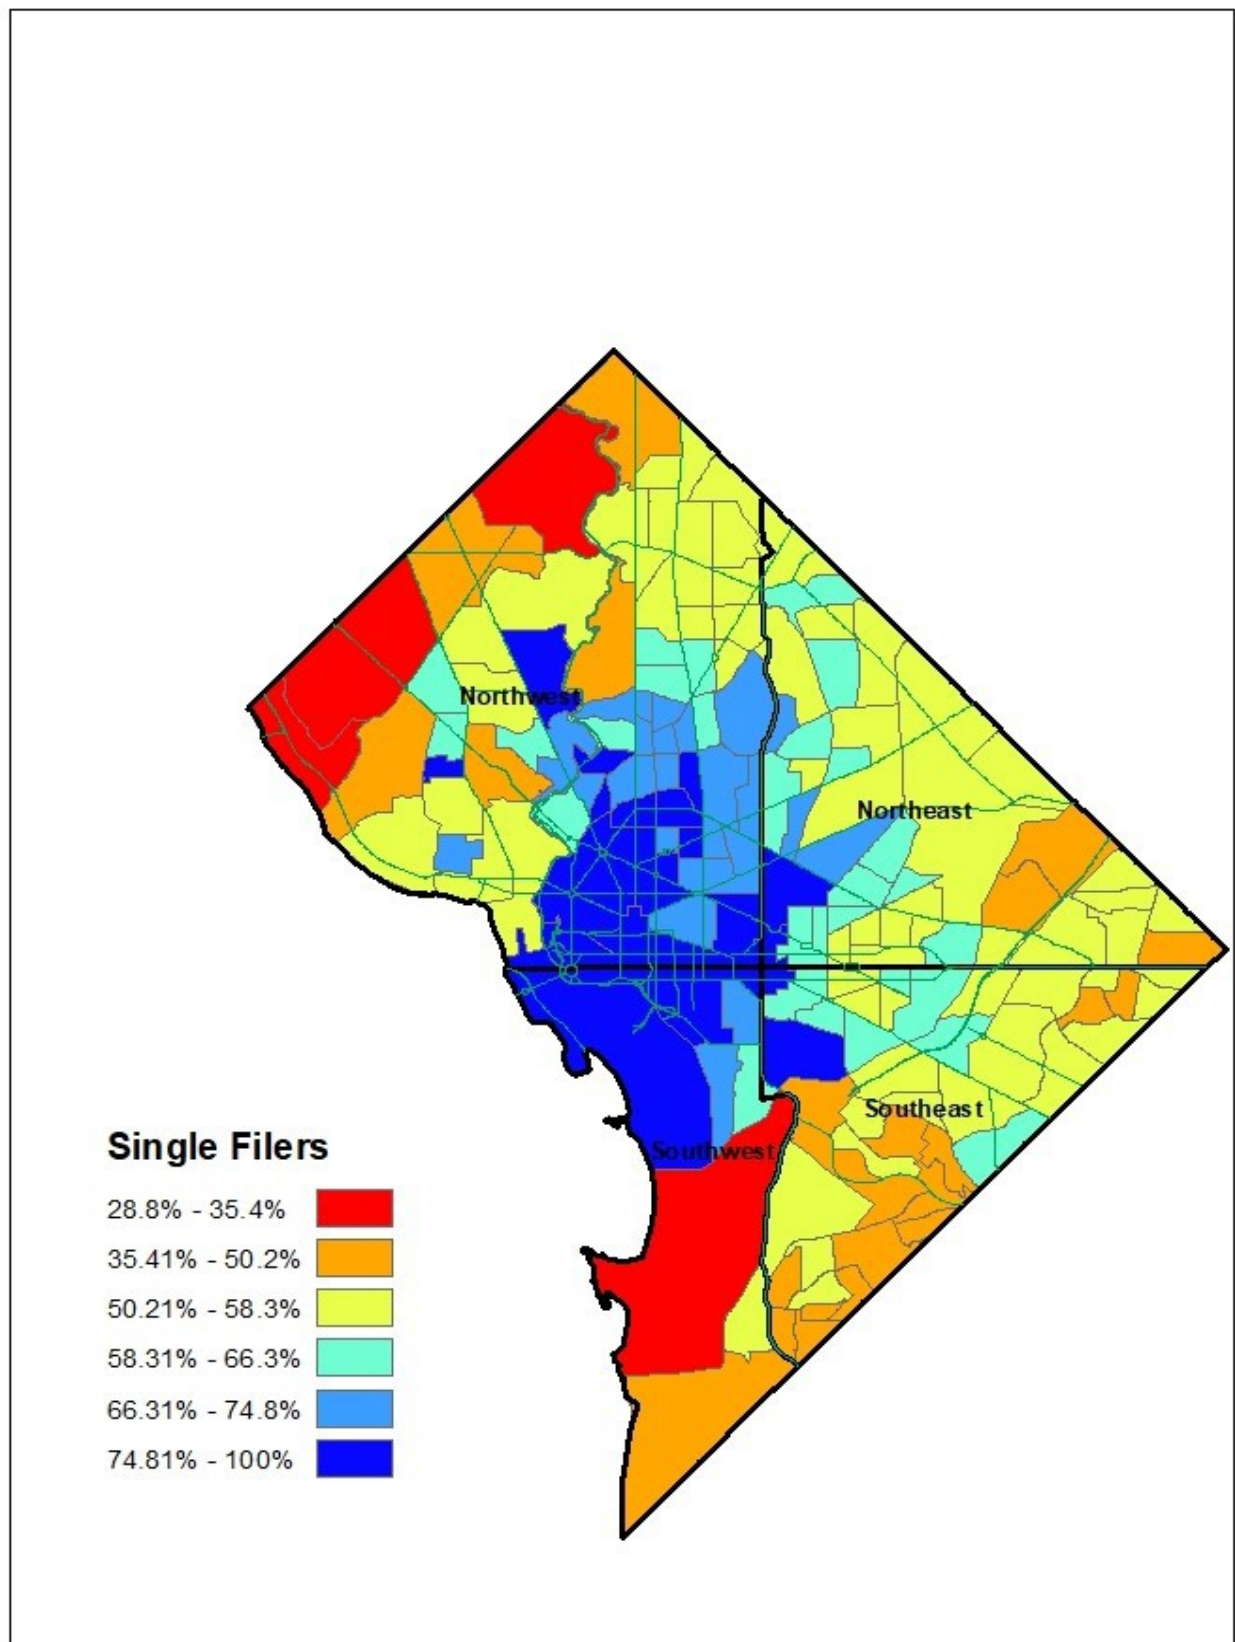 Northwest
Northeast
Southeast
Southwest
Single Filers
28.8% - 35.4%
35.41% - 50.2%
50.21% - 58.3%
58.31% - 66.3%
66.31% - 74.8%
74.81% - 100%